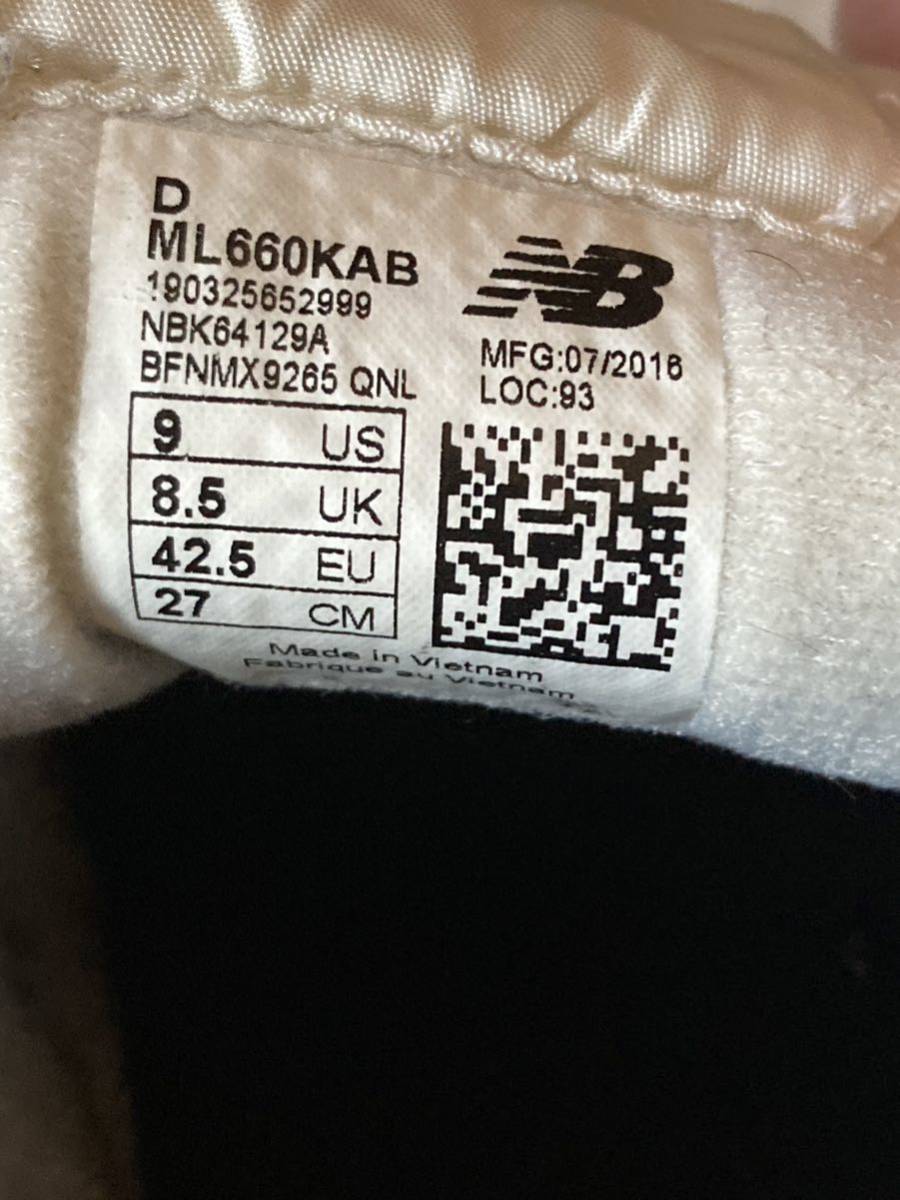 D
ML660KAB
190325652999
NBK64129A
BFNMX9265 QNL
NB
MFG:07/2016
LOC:93
9 US
8.5 UK
42.5 EU
27 CM
Made in Vietnam
Fabrique au Vietnam